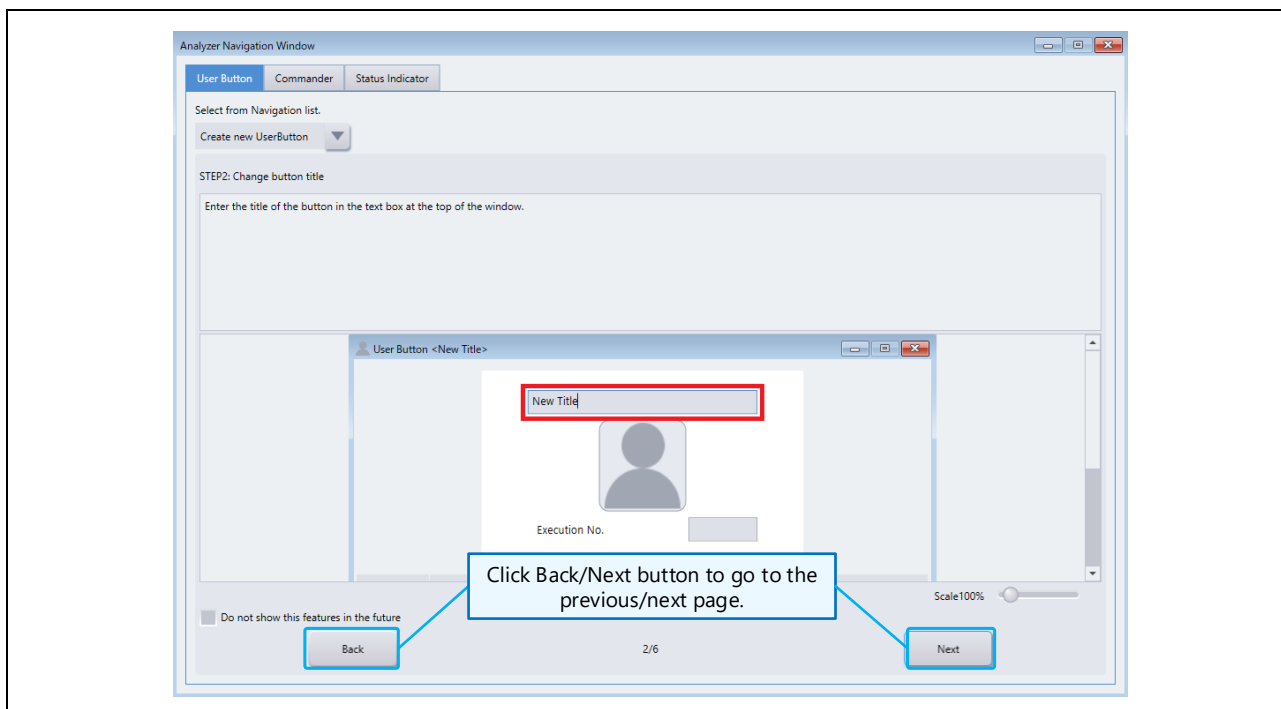 Analyzer Navigation Window
User Button Commander Status Indicator
Select from Navigation list.
Create new UserButton
STEP2: Change button title
Enter the title of the button in the text box at the top of the window.
User Button <New Title>
New Title
Execution No.
Click Back/Next button to go to the
previous/next page.
Scale100%
Do not show this features in the future
Back 2/6 Next